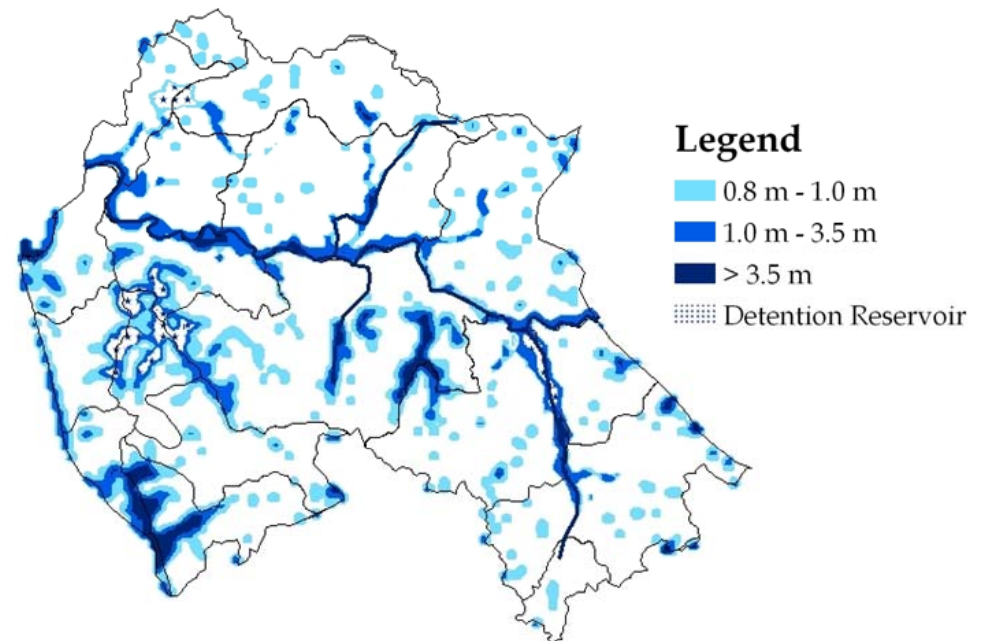 Legend
0.8 m - 1.0 m
1.0 m - 3.5 m
> 3.5 m
Detention Reservoir